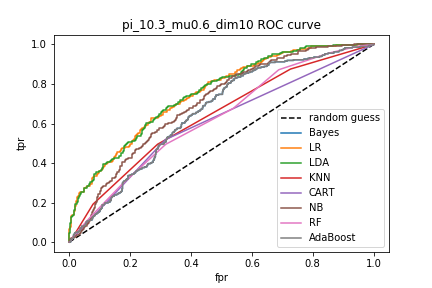 pi_10.3_mu0.6_dim10 ROC curve
tpr
1.0
0.8
0.6
0.4
0.2
0.0
random guess
Bayes
LR
LDA
KNN
CART
NB
RF
AdaBoost
0.0 0.2 0.4 0.6 0.8 1.0
fpr